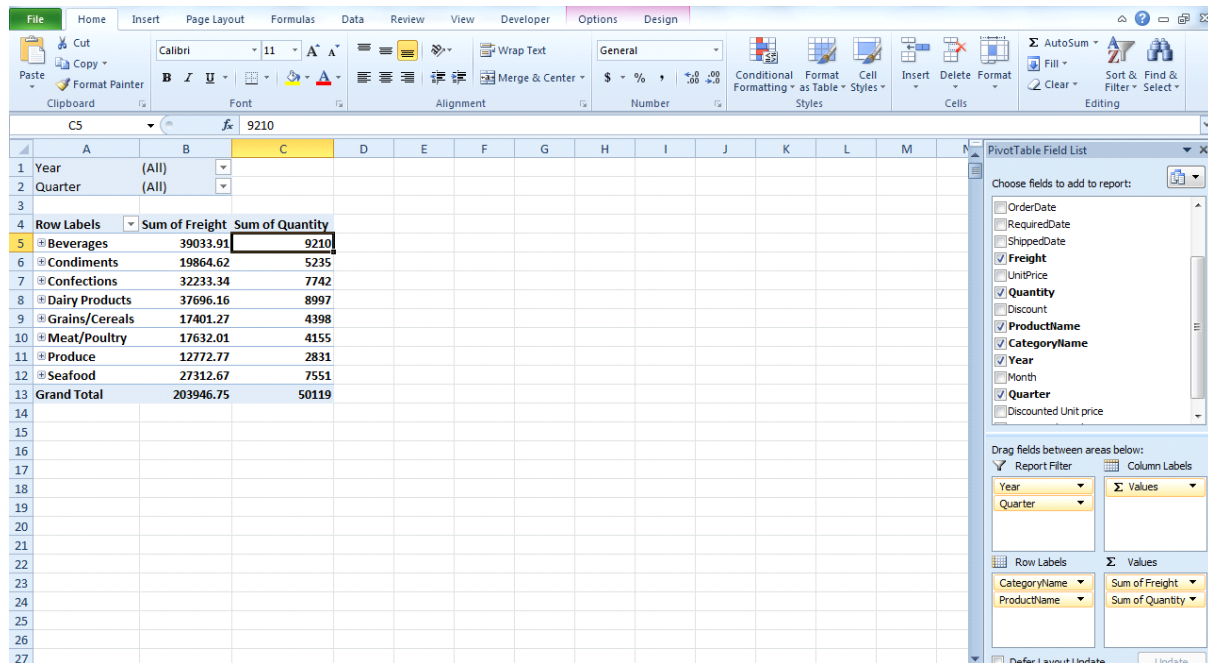 File Home Insert Page Layout Formulas Data Review View Developer Options Design
Cut
Copy
Format Painter
Paste
Calibri 11 A A
B I U A
Wrap Text
Merge & Center
General
$ % , .0 .00 .00 .0
Conditional Formatting
Format as Table
Cell Styles
Insert Delete Format
Σ AutoSum
Fill
Clear
Sort & Filter
Find & Select
Clipboard Font Alignment Number Styles Cells Editing
C5 fx 9210
A B C D E F G H I J K L M N
1 Year (All)
2 Quarter (All)
3
4 Row Labels Sum of Freight Sum of Quantity
5 Beverages 39033.91 9210
6 Condiments 19864.62 5235
7 Confections 32233.34 7742
8 Dairy Products 37696.16 8997
9 Grains/Cereals 17401.27 4398
10 Meat/Poultry 17632.01 4155
11 Produce 12772.77 2831
12 Seafood 27312.67 7551
13 Grand Total 203946.75 50119
14
15
16
17
18
19
20
21
22
23
24
25
26
27
PivotTable Field List
Choose fields to add to report:
OrderDate
RequiredDate
ShippedDate
Freight
UnitPrice
Quantity
Discount
ProductName
CategoryName
Year
Month
Quarter
Discounted Unit price
Drag fields between areas below:
Report Filter Column Labels
Year Σ Values
Quarter
Row Labels Σ Values
CategoryName Sum of Freight
ProductName Sum of Quantity
Defer Layout Update Update